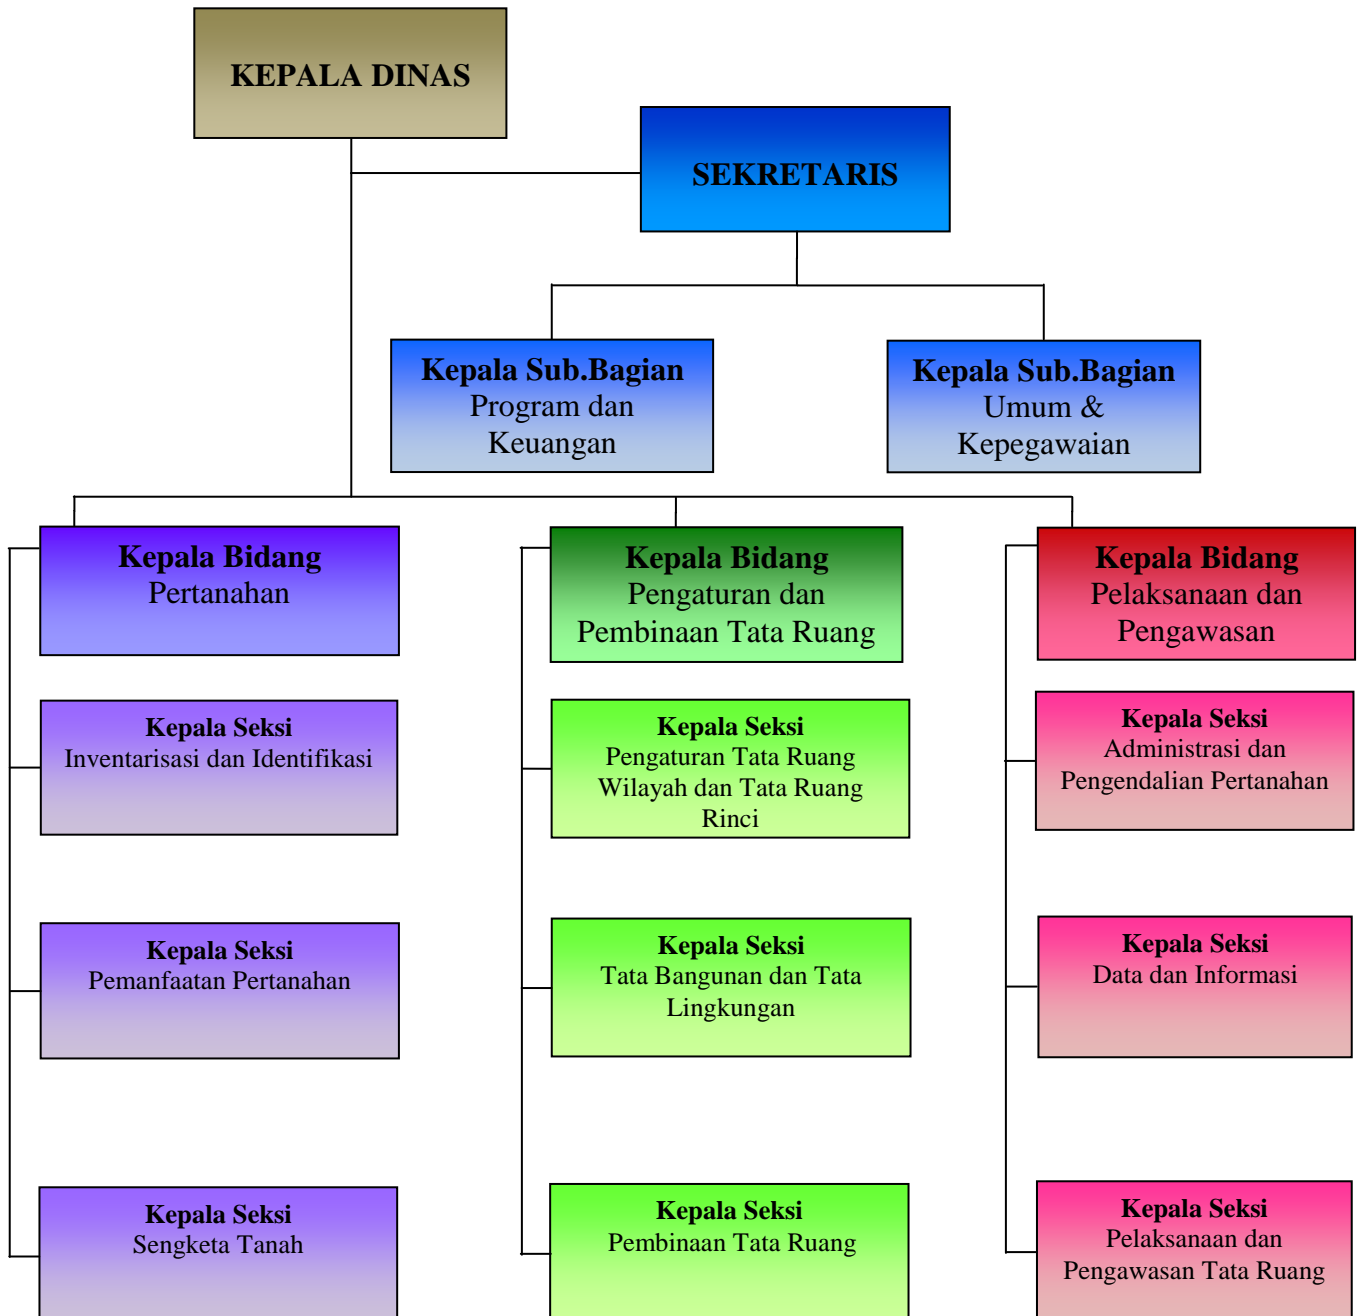 KEPALA DINAS
SEKRETARIS
Kepala Sub.Bagian
Program dan
Keuangan
Kepala Sub.Bagian
Umum &
Kepegawaian
Kepala Bidang
Pertanahan
Kepala Bidang
Pengaturan dan
Pembinaan Tata Ruang
Kepala Bidang
Pelaksanaan dan
Pengawasan
Kepala Seksi
Inventarisasi dan Identifikasi
Kepala Seksi
Pengaturan Tata Ruang
Wilayah dan Tata Ruang
Rinci
Kepala Seksi
Administrasi dan
Pengendalian Pertanahan
Kepala Seksi
Pemanfaatan Pertanahan
Kepala Seksi
Tata Bangunan dan Tata
Lingkungan
Kepala Seksi
Data dan Informasi
Kepala Seksi
Sengketa Tanah
Kepala Seksi
Pembinaan Tata Ruang
Kepala Seksi
Pelaksanaan dan
Pengawasan Tata Ruang